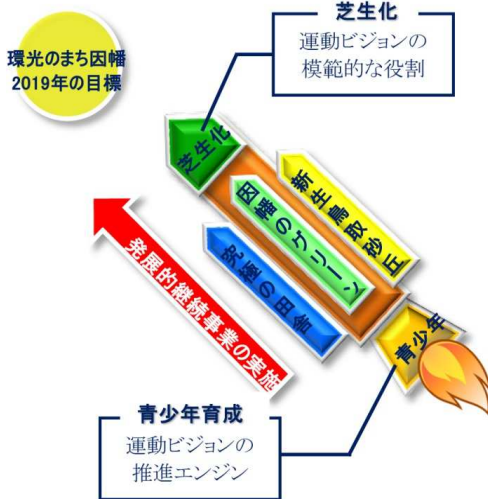 環光のまち因幡
2019年の目標
芝生化
運動ビジョンの
模範的な役割
芝生化
新生鳥取砂丘
因幡のグリーン
究極の田舎
発展的継続事業の実施
青少年
青少年育成
運動ビジョンの
推進エンジン